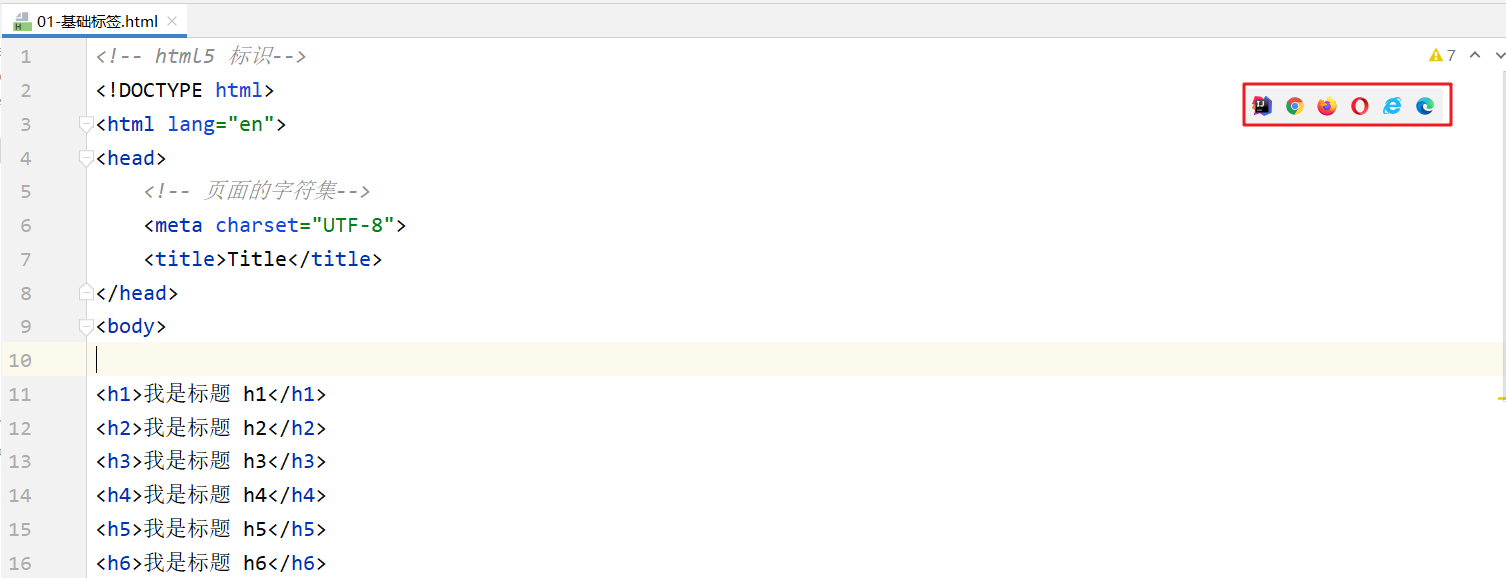 01-基础标签.html
7
1 <!-- html5 标识-->
2 <!DOCTYPE html>
3 <html lang="en">
4 <head>
5 <!-- 页面的字符集-->
6 <meta charset="UTF-8">
7 <title>Title</title>
8 </head>
9 <body>
10
11 <h1>我是标题 h1</h1>
12 <h2>我是标题 h2</h2>
13 <h3>我是标题 h3</h3>
14 <h4>我是标题 h4</h4>
15 <h5>我是标题 h5</h5>
16 <h6>我是标题 h6</h6>